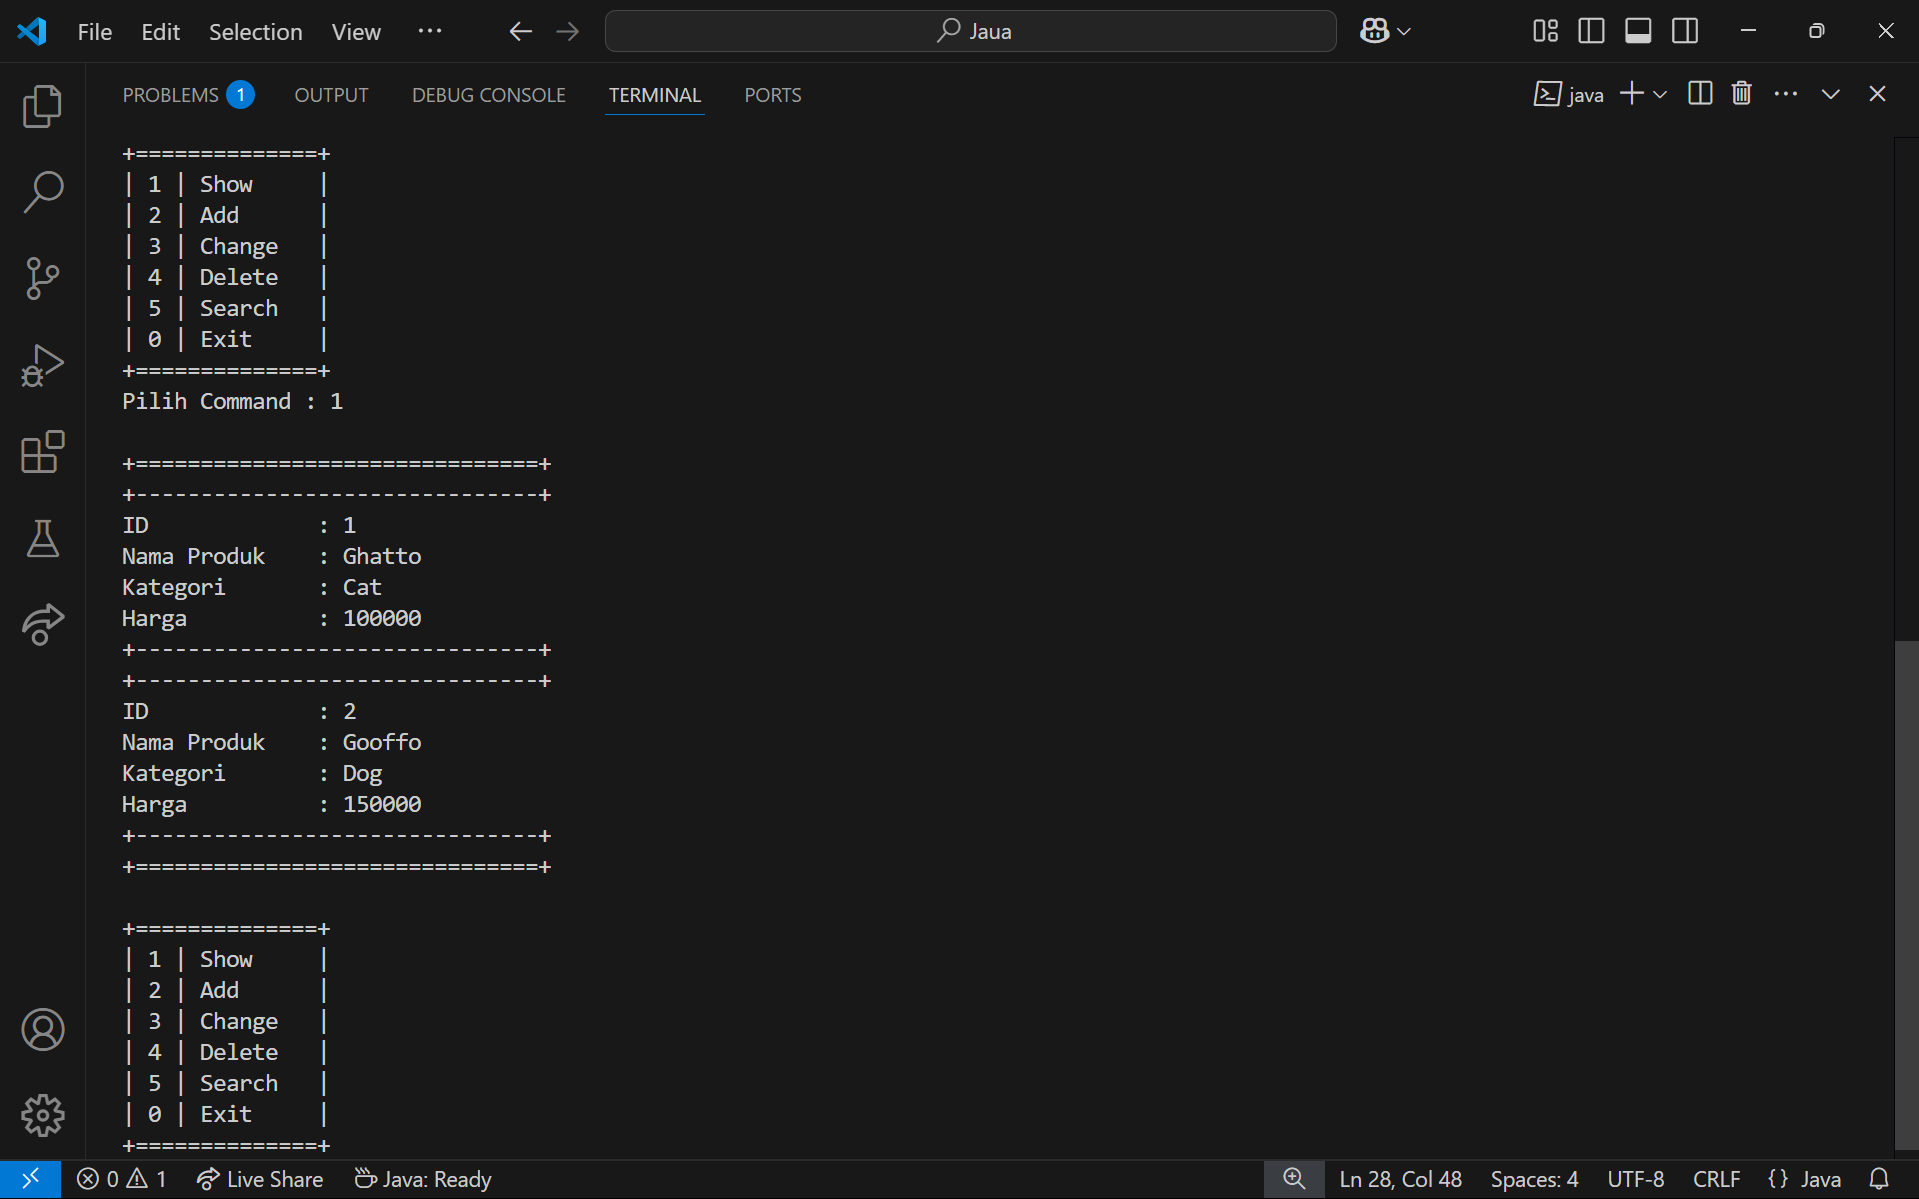 File Edit Selection View ··· Jaua
PROBLEMS 1 OUTPUT DEBUG CONSOLE TERMINAL PORTS java
+==============+
| 1 | Show     |
| 2 | Add      |
| 3 | Change   |
| 4 | Delete   |
| 5 | Search   |
| 0 | Exit     |
+==============+
Pilih Command : 1
+===============================+
+-------------------------------+
ID             : 1
Nama Produk    : Ghatto
Kategori       : Cat
Harga          : 100000
+-------------------------------+
+-------------------------------+
ID             : 2
Nama Produk    : Gooffo
Kategori       : Dog
Harga          : 150000
+-------------------------------+
+===============================+
+==============+
| 1 | Show     |
| 2 | Add      |
| 3 | Change   |
| 4 | Delete   |
| 5 | Search   |
| 0 | Exit     |
+==============+
0 1 Live Share Java: Ready Ln 28, Col 48 Spaces: 4 UTF-8 CRLF {} Java